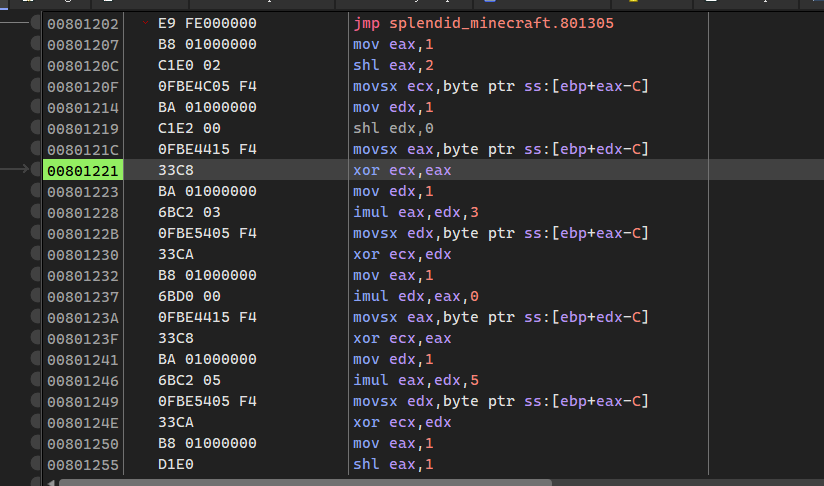 00801202 E9 FE000000 jmp splendid_minecraft.801305
00801207 B8 01000000 mov eax,1
0080120C C1E0 02 shl eax,2
0080120F 0FBE4C05 F4 movsx ecx,byte ptr ss:[ebp+eax-C]
00801214 BA 01000000 mov edx,1
00801219 C1E2 00 shl edx,0
0080121C 0FBE4415 F4 movsx eax,byte ptr ss:[ebp+edx-C]
00801221 33C8 xor ecx,eax
00801223 BA 01000000 mov edx,1
00801228 6BC2 03 imul eax,edx,3
0080122B 0FBE5405 F4 movsx edx,byte ptr ss:[ebp+eax-C]
00801230 33CA xor ecx,edx
00801232 B8 01000000 mov eax,1
00801237 6BD0 00 imul edx,eax,0
0080123A 0FBE4415 F4 movsx eax,byte ptr ss:[ebp+edx-C]
0080123F 33C8 xor ecx,eax
00801241 BA 01000000 mov edx,1
00801246 6BC2 05 imul eax,edx,5
00801249 0FBE5405 F4 movsx edx,byte ptr ss:[ebp+eax-C]
0080124E 33CA xor ecx,edx
00801250 B8 01000000 mov eax,1
00801255 D1E0 shl eax,1